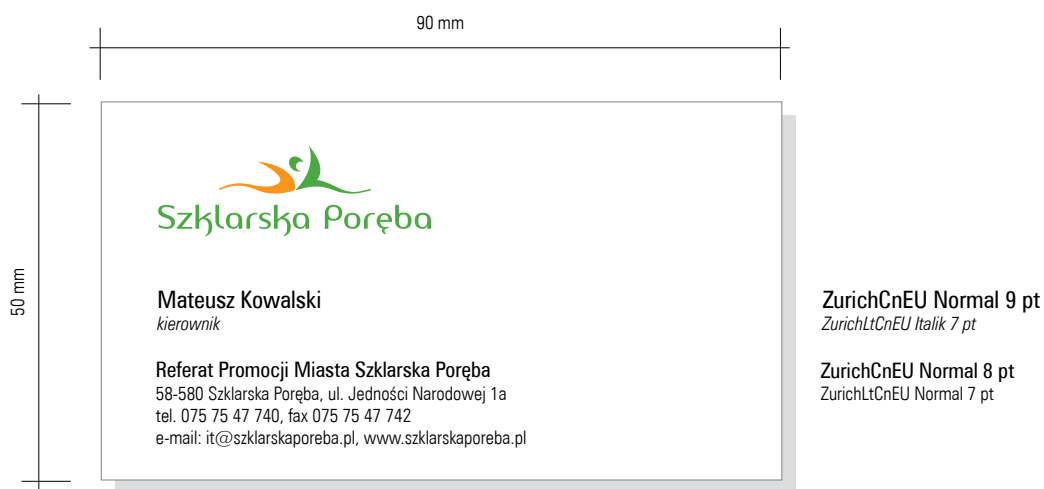 90 mm
50 mm
Szklarska Poręba
Mateusz Kowalski
kierownik
Referat Promocji Miasta Szklarska Poręba
58-580 Szklarska Poręba, ul. Jedności Narodowej 1a
tel. 075 75 47 740, fax 075 75 47 742
e-mail: it@szklarskaporeba.pl, www.szklarskaporeba.pl
ZurichCnEU Normal 9 pt
ZurichLtCnEU Italik 7 pt
ZurichCnEU Normal 8 pt
ZurichLtCnEU Normal 7 pt